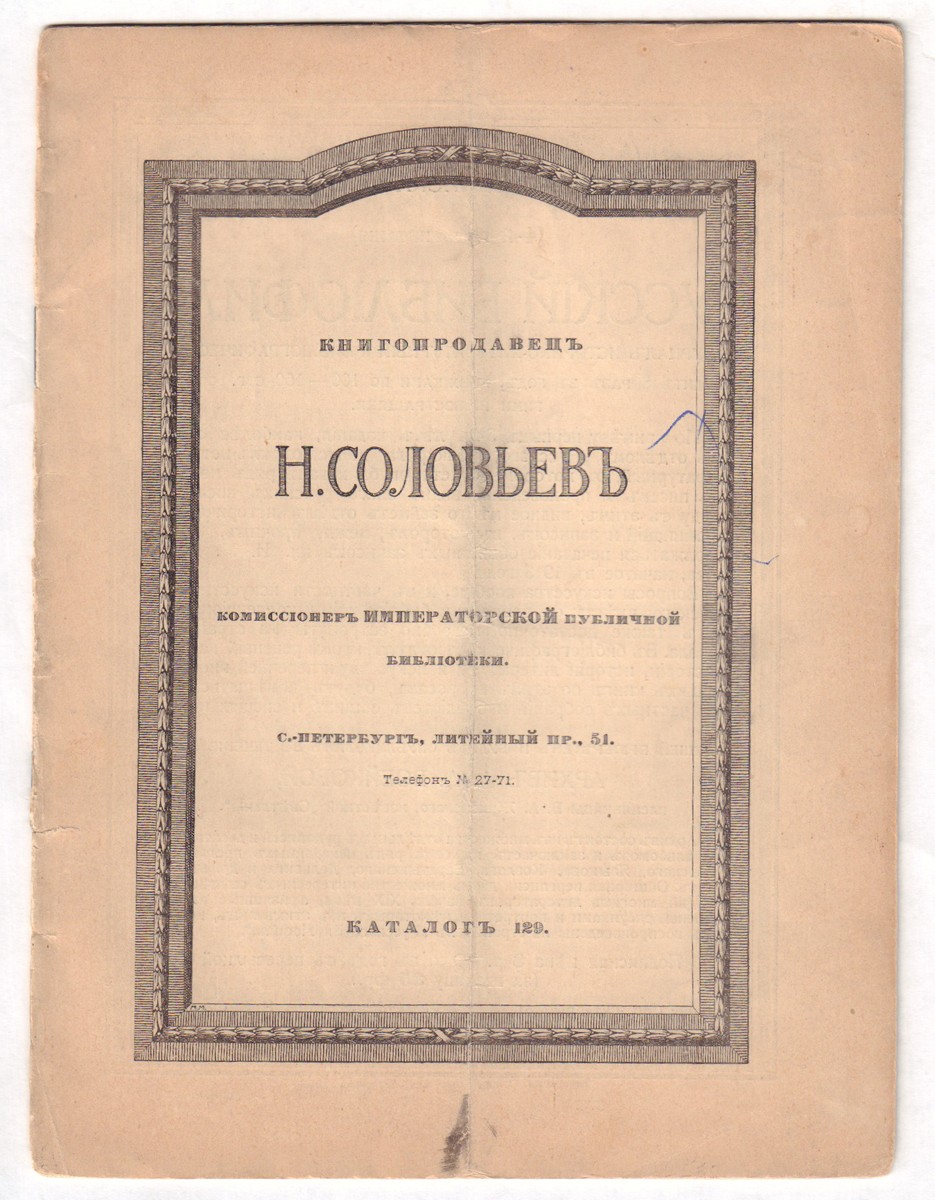 КНИГОПРОДАВЕЦЪ
Н. СОЛОВЬЕВЪ
КОМИССІОНЕРЪ ИМПЕРАТОРСКОЙ ПУБЛИЧНОЙ
БИБЛІОТЕКИ.
С.-ПЕТЕРБУРГЪ, ЛИТЕЙНЫЙ ПР., 51.
Телефонъ № 27-71.
КАТАЛОГЪ 129.